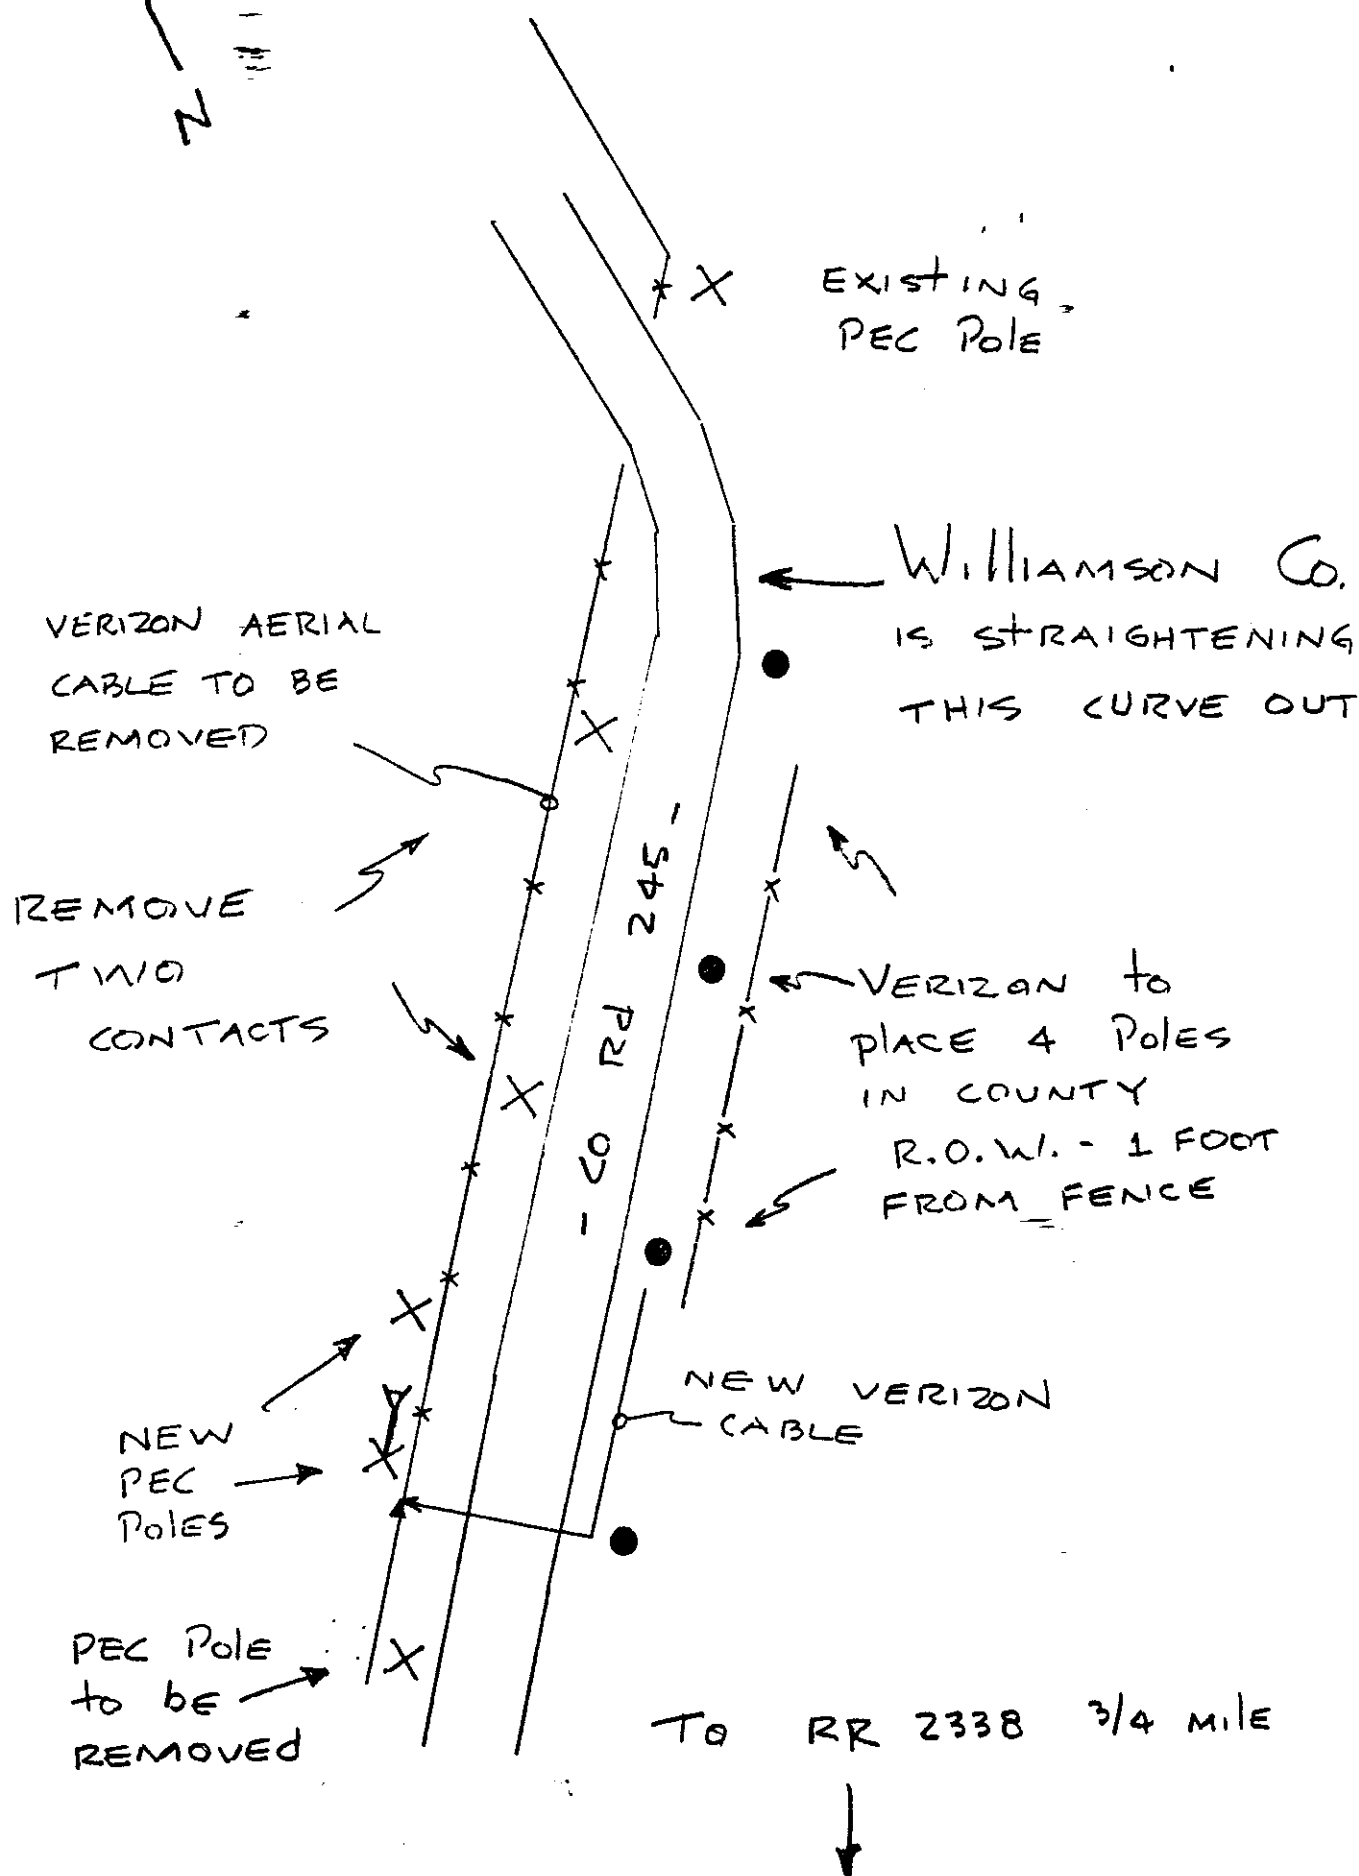 N
EXISTING
PEC POLE
WILLIAMSON CO.
IS STRAIGHTENING
THIS CURVE OUT
VERIZON AERIAL
CABLE TO BE
REMOVED
REMOVE
TWO
CONTACTS
- CO Rd 245 -
VERIZON to
PLACE 4 POLES
IN COUNTY
R.O.W. - 1 FOOT
FROM FENCE
NEW VERIZON
CABLE
NEW
PEC
POLES
PEC POLE
to bE
REMOVEd
TO RR 2338 3/4 MILE